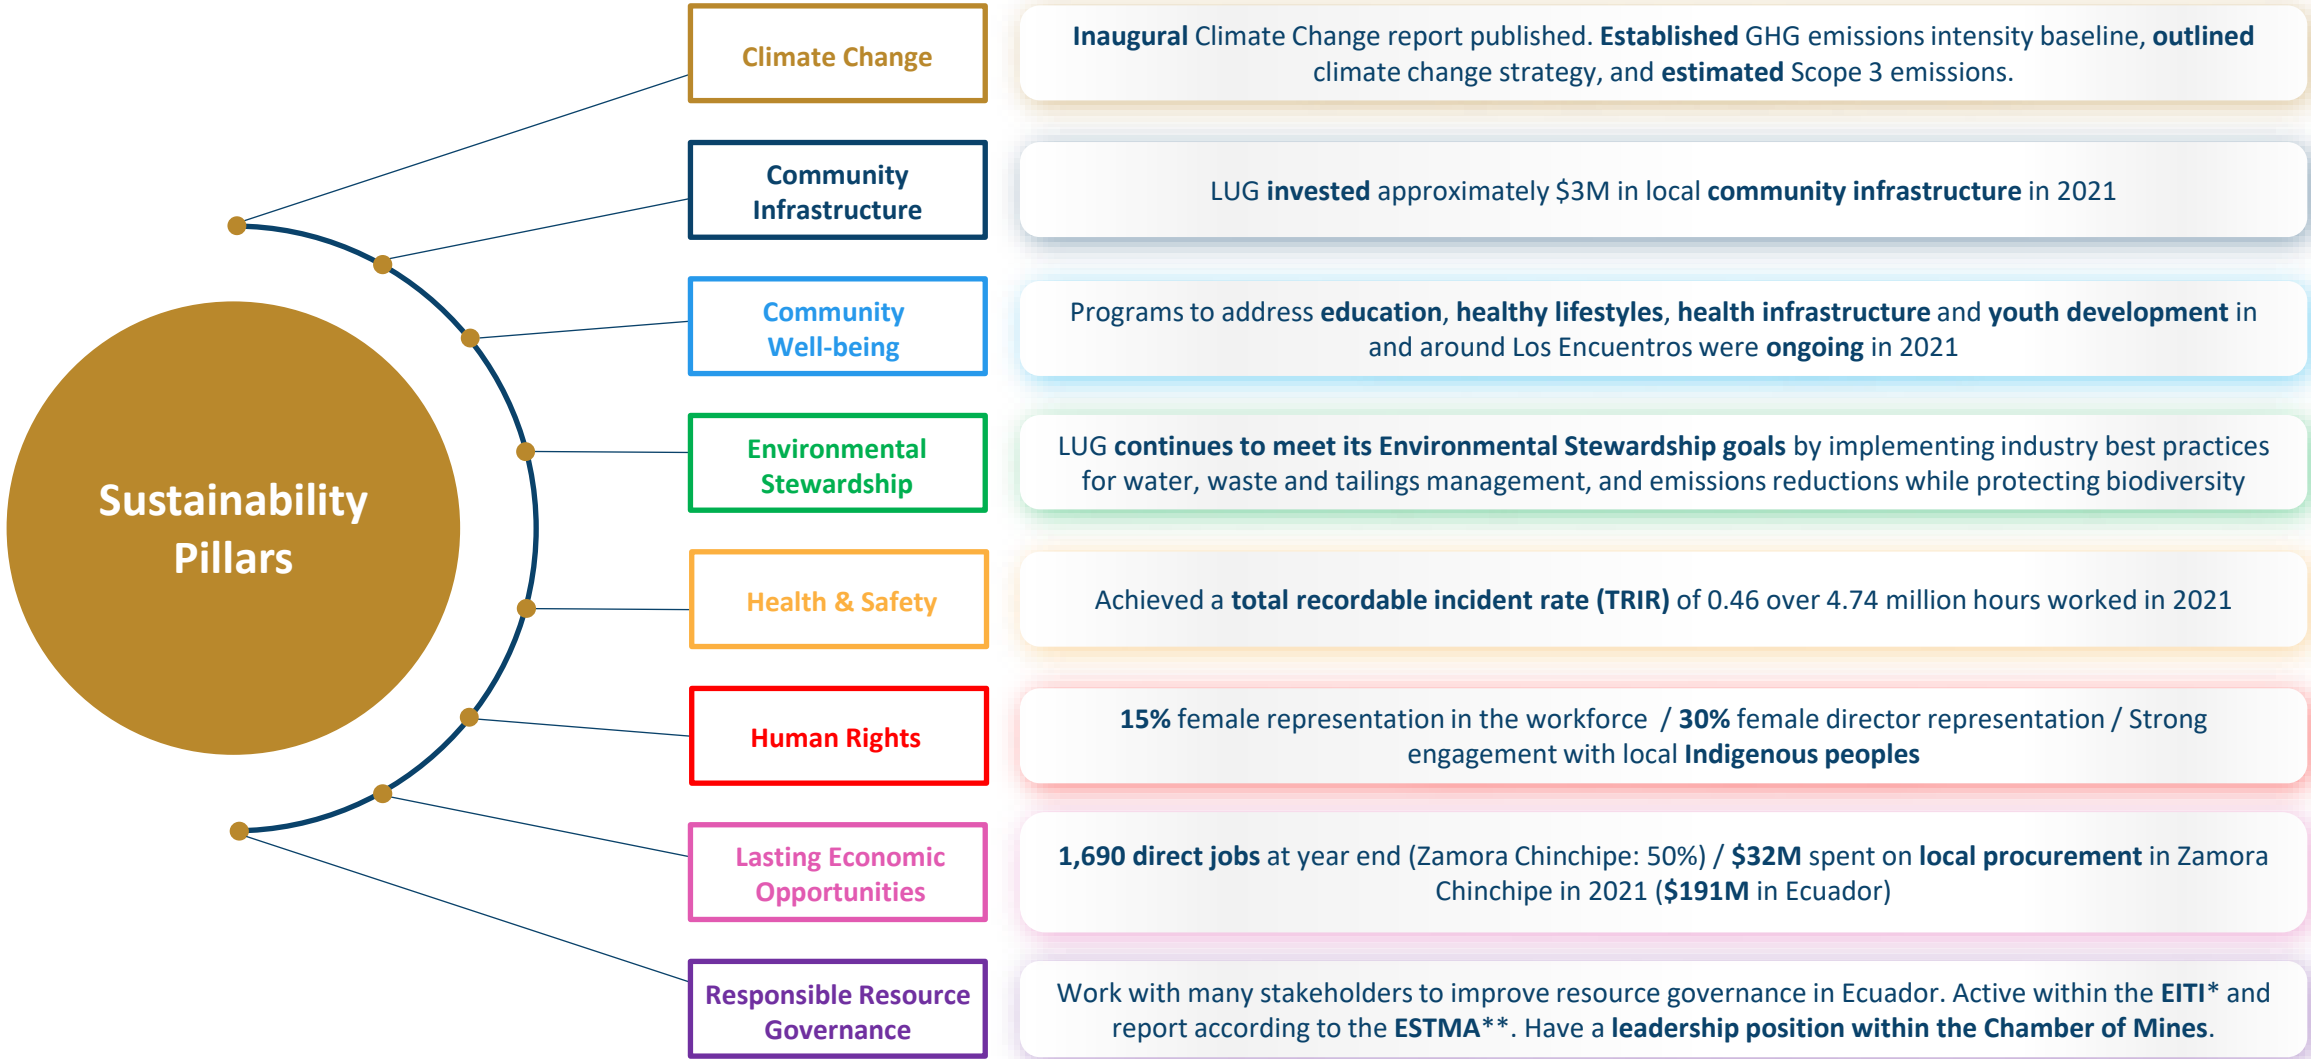 Sustainability
Pillars
Climate Change
Inaugural Climate Change report published. Established GHG emissions intensity baseline, outlined
climate change strategy, and estimated Scope 3 emissions.
Community
Infrastructure
LUG invested approximately $3M in local community infrastructure in 2021
Community
Well-being
Programs to address education, healthy lifestyles, health infrastructure and youth development in
and around Los Encuentros were ongoing in 2021
Environmental
Stewardship
LUG continues to meet its Environmental Stewardship goals by implementing industry best practices
for water, waste and tailings management, and emissions reductions while protecting biodiversity
Health & Safety
Achieved a total recordable incident rate (TRIR) of 0.46 over 4.74 million hours worked in 2021
Human Rights
15% female representation in the workforce / 30% female director representation / Strong
engagement with local Indigenous peoples
Lasting Economic
Opportunities
1,690 direct jobs at year end (Zamora Chinchipe: 50%) / $32M spent on local procurement in Zamora
Chinchipe in 2021 ($191M in Ecuador)
Responsible Resource
Governance
Work with many stakeholders to improve resource governance in Ecuador. Active within the EITI* and
report according to the ESTMA**. Have a leadership position within the Chamber of Mines.